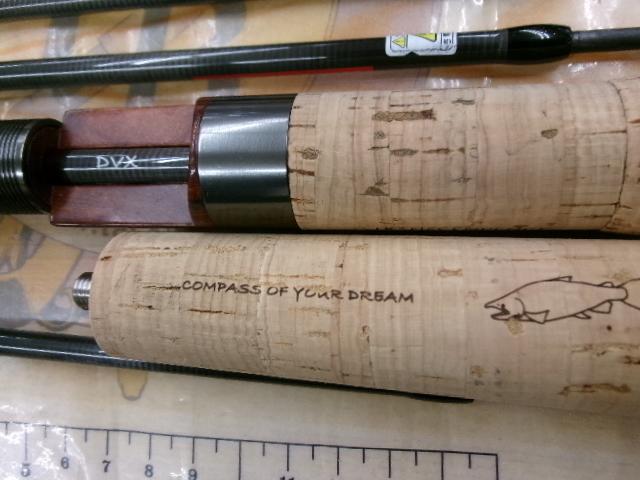 DVX
COMPASS OF YOUR DREAM
5 6 7 8 9 11